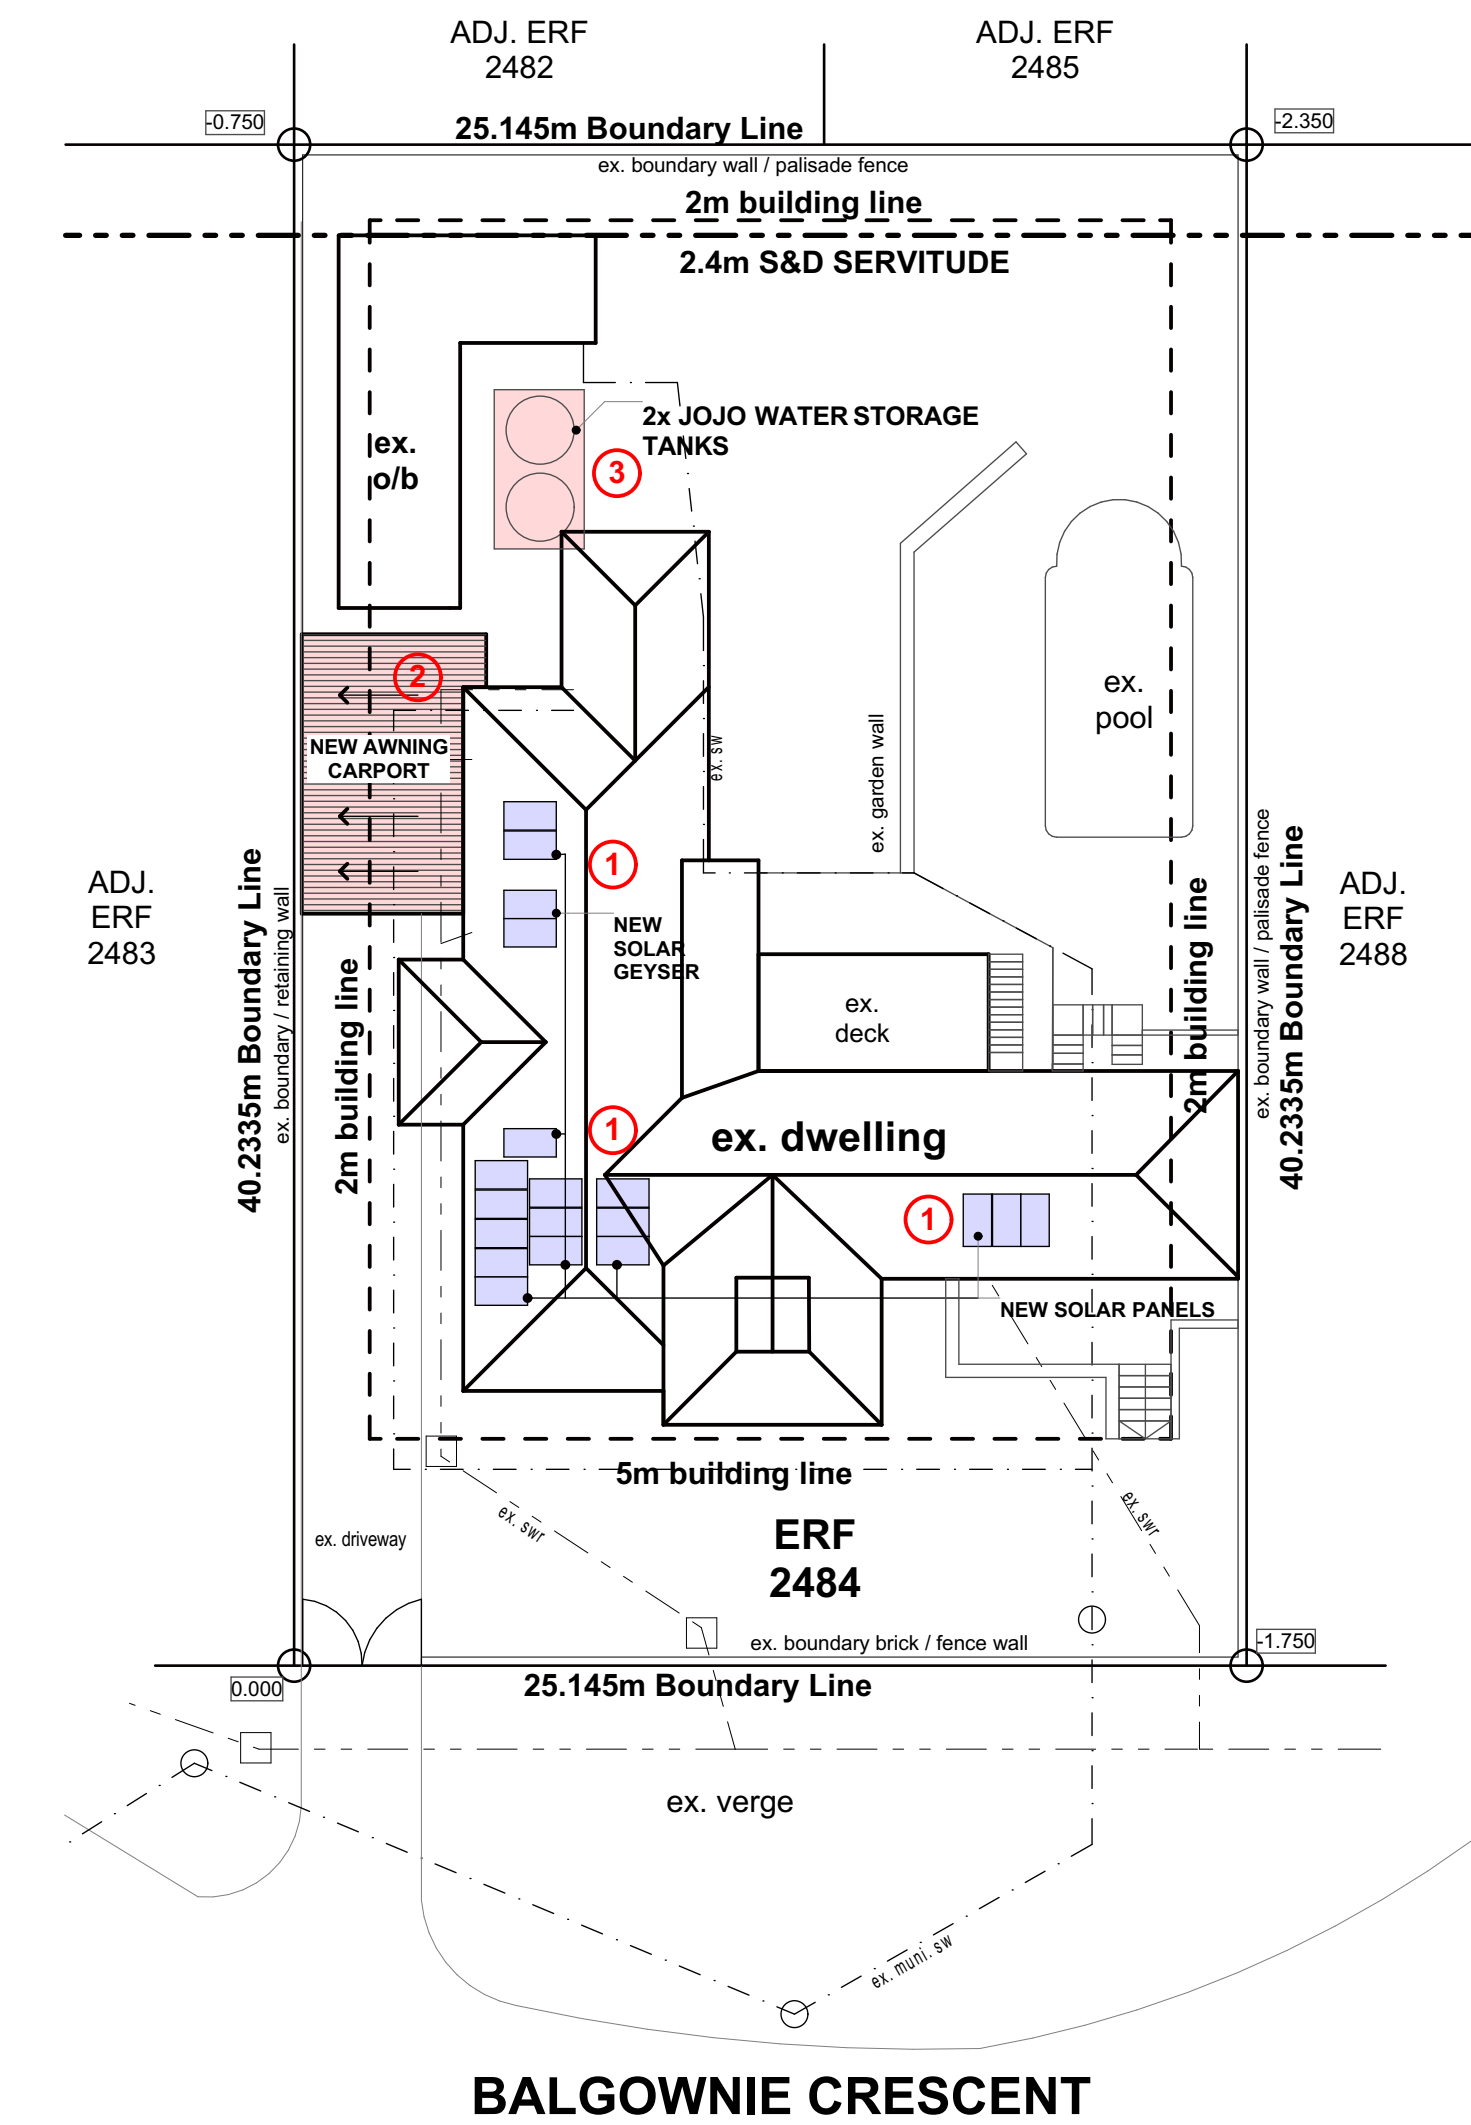 ADJ. ERF
2482
ADJ. ERF
2485
-0.750
25.145m Boundary Line
-2.350
ex. boundary wall / palisade fence
2m building line
2.4m S&D SERVITUDE
2x JOJO WATER STORAGE
TANKS
ex.
o/b
3
2
ex.
pool
NEW AWNING
CARPORT
ex. sw
ex. garden wall
1
ADJ.
ERF
2483
40.2335m Boundary Line
ex. boundary / retaining wall
2m building line
NEW
SOLAR
GEYSER
ex.
deck
2m building line
ex. boundary wall / palisade fence
40.2335m Boundary Line
ADJ.
ERF
2488
1
ex. dwelling
1
NEW SOLAR PANELS
5m building line
ex. swr
ex. swr
ERF
2484
ex. driveway
ex. boundary brick / fence wall
-1.750
0.000
25.145m Boundary Line
ex. verge
ex. muni. sw
BALGOWNIE CRESCENT